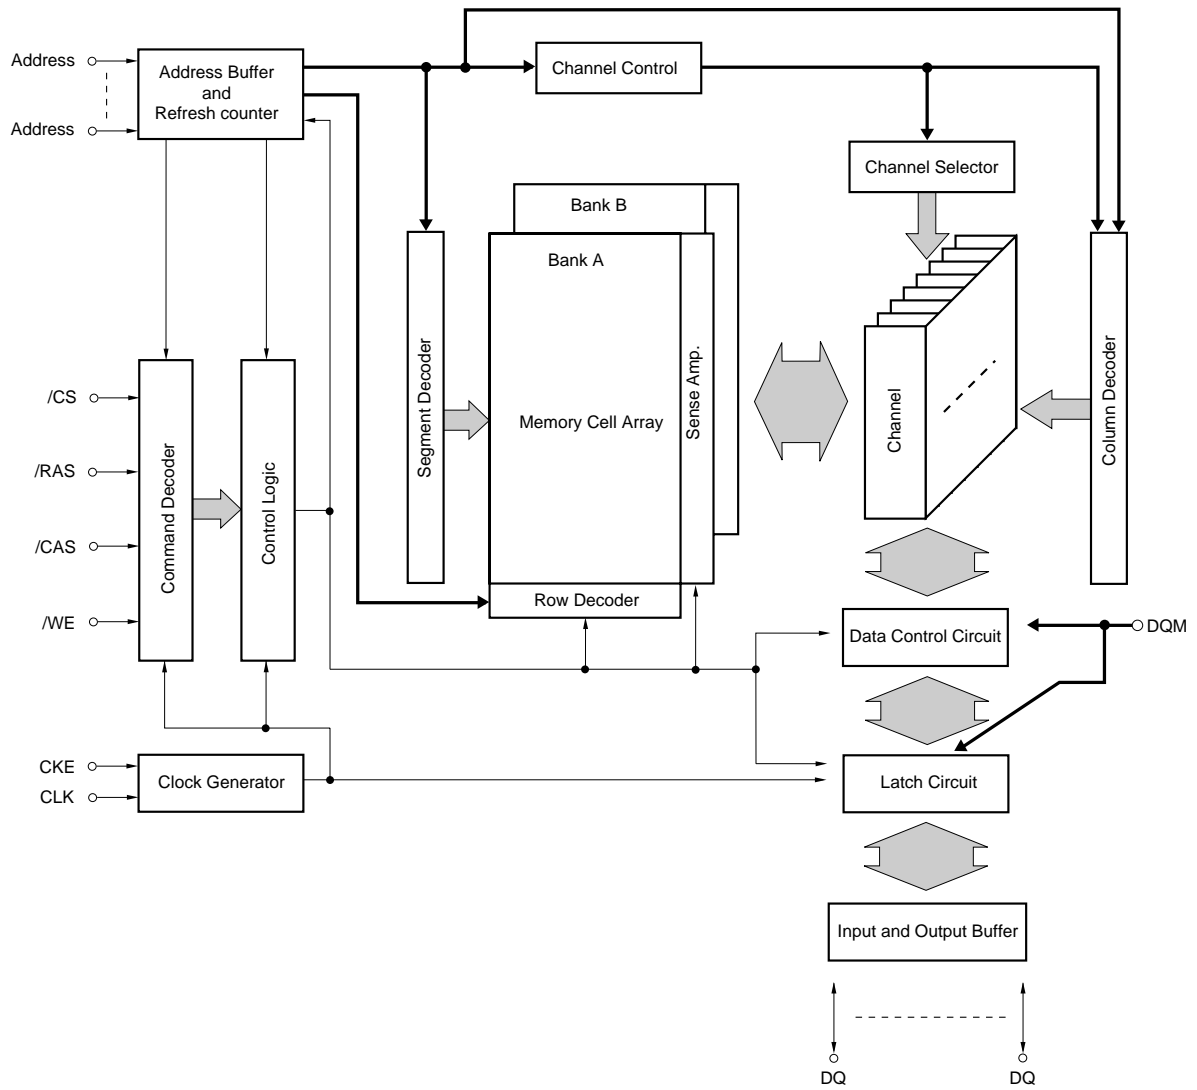 Address
Address
Address Buffer
and
Refresh counter
Channel Control
Channel Selector
Bank B
Bank A
Memory Cell Array
Sense Amp.
Segment Decoder
Row Decoder
Channel
Column Decoder
/CS
/RAS
/CAS
/WE
Command Decoder
Control Logic
Data Control Circuit
DQM
CKE
CLK
Clock Generator
Latch Circuit
Input and Output Buffer
DQ
DQ